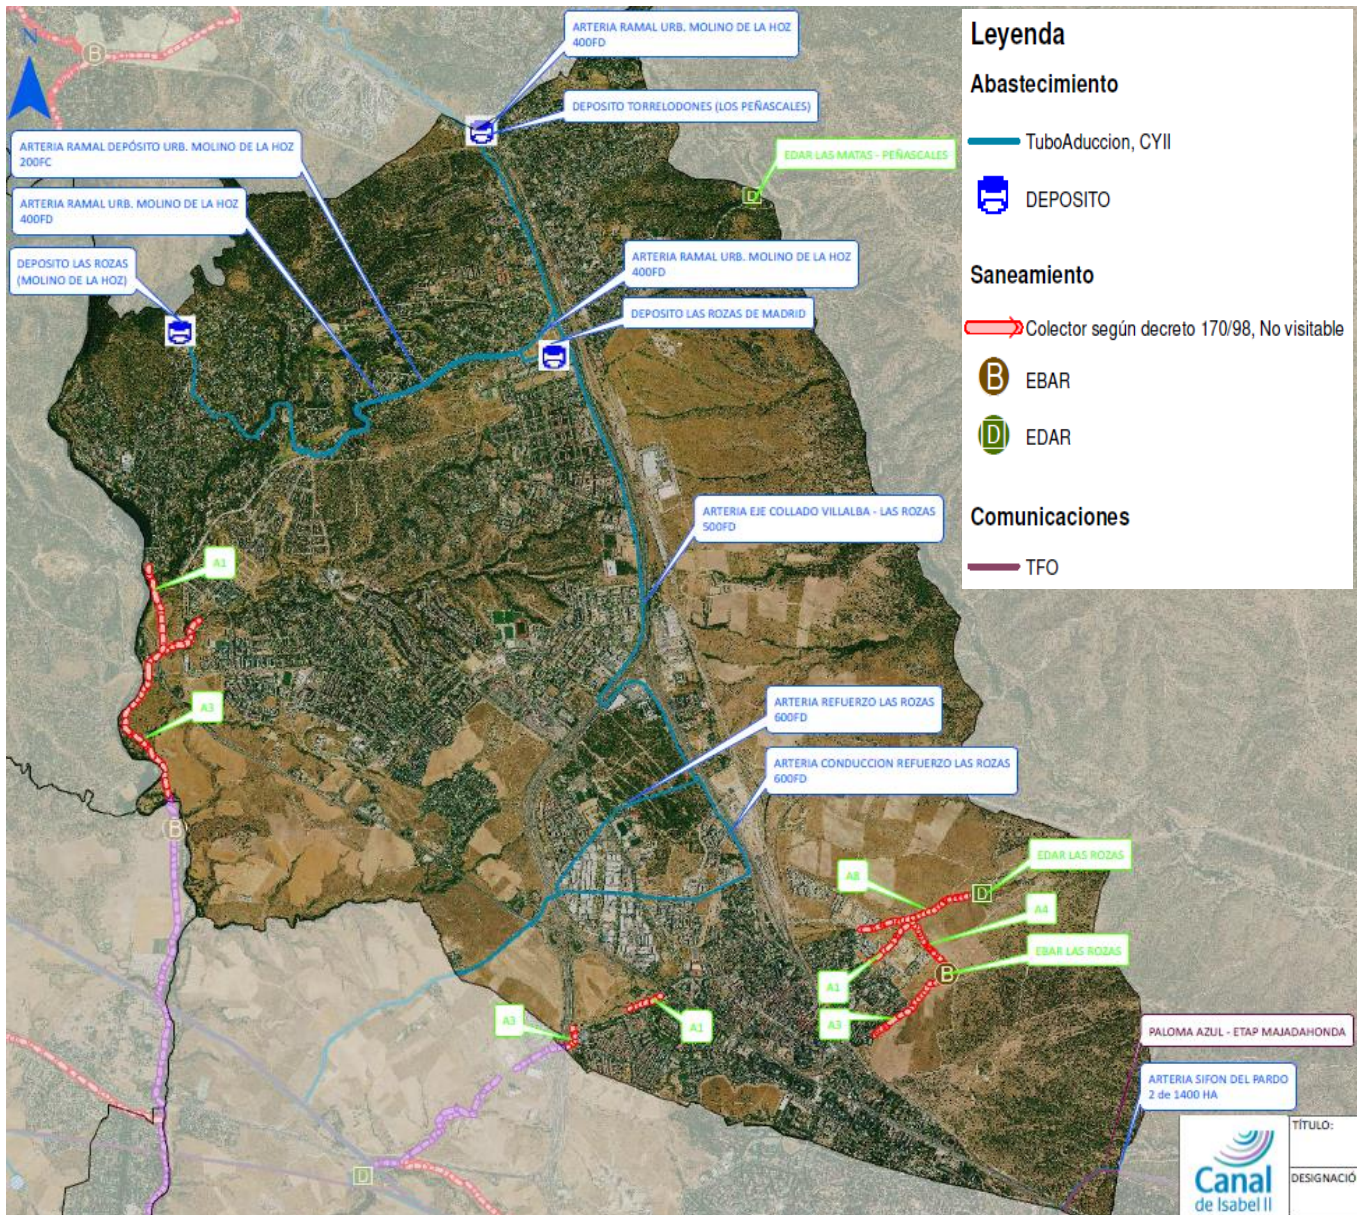 N
B
ARTERIA RAMAL URB. MOLINO DE LA HOZ
400FD
DEPOSITO TORRELODONES (LOS PEÑASCALES)
ARTERIA RAMAL DEPÓSITO URB. MOLINO DE LA HOZ
200FC
EDAR LAS MATAS - PEÑASCALES
D
ARTERIA RAMAL URB. MOLINO DE LA HOZ
400FD
DEPOSITO LAS ROZAS
(MOLINO DE LA HOZ)
ARTERIA RAMAL URB. MOLINO DE LA HOZ
400FD
DEPOSITO LAS ROZAS DE MADRID
ARTERIA EJE COLLADO VILLALBA - LAS ROZAS
500FD
A1
A3
ARTERIA REFUERZO LAS ROZAS
600FD
ARTERIA CONDUCCION REFUERZO LAS ROZAS
600FD
B
EDAR LAS ROZAS
A8
D
A4
EBAR LAS ROZAS
B
A1
A3
A3
A1
D
PALOMA AZUL - ETAP MAJADAHONDA
ARTERIA SIFON DEL PARDO
2 de 1400 HA
Leyenda
Abastecimiento
TuboAduccion, CYII
DEPOSITO
Saneamiento
Colector según decreto 170/98, No visitable
B EBAR
D EDAR
Comunicaciones
TFO
Canal
de Isabel II
TÍTULO:
DESIGNACIÓ